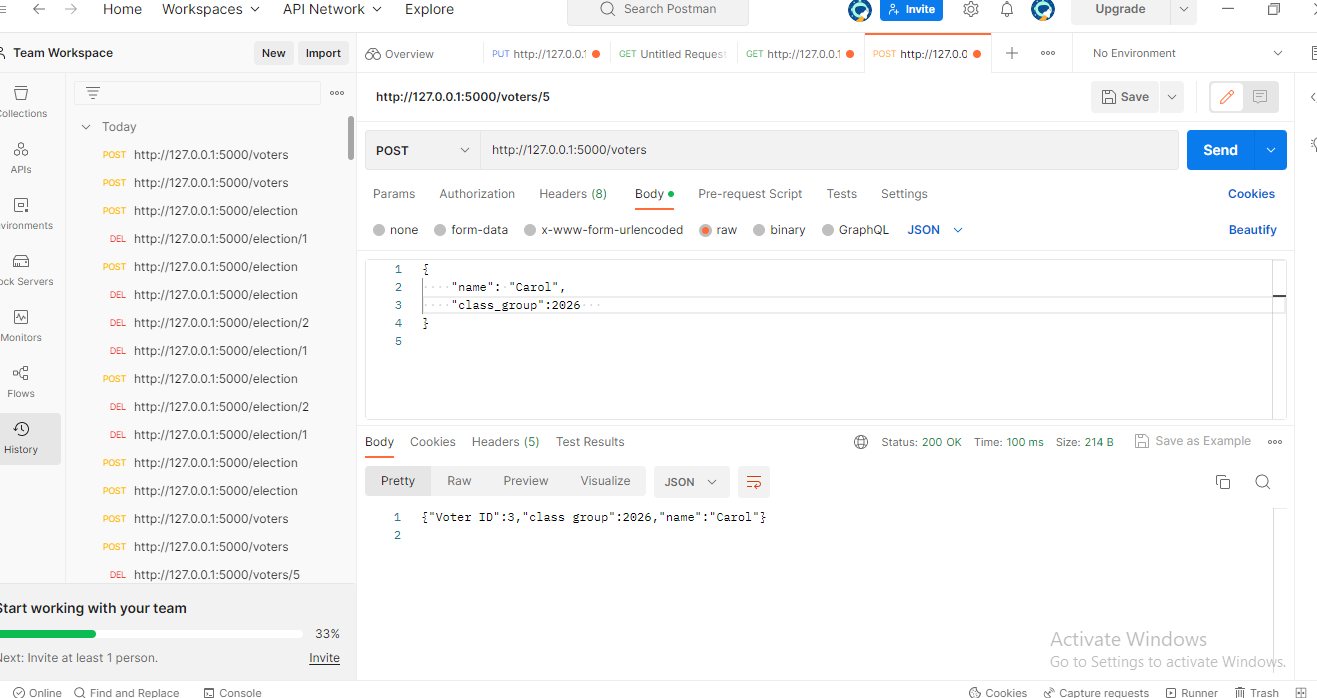 Home Workspaces API Network Explore Search Postman Invite Upgrade
Team Workspace New Import Overview PUT http://127.0.0.1 GET Untitled Request GET http://127.0.0.1 POST http://127.0.0 No Environment
http://127.0.0.1:5000/voters/5 Save
Collections
APIs
vironments
ock Servers
Monitors
Flows
History
Today
POST http://127.0.0.1:5000/voters
POST http://127.0.0.1:5000/voters
POST http://127.0.0.1:5000/election
DEL http://127.0.0.1:5000/election/1
POST http://127.0.0.1:5000/election
DEL http://127.0.0.1:5000/election
DEL http://127.0.0.1:5000/election/2
DEL http://127.0.0.1:5000/election/1
POST http://127.0.0.1:5000/election
DEL http://127.0.0.1:5000/election/2
DEL http://127.0.0.1:5000/election/1
POST http://127.0.0.1:5000/election
POST http://127.0.0.1:5000/election
POST http://127.0.0.1:5000/voters
POST http://127.0.0.1:5000/voters
DEL http://127.0.0.1:5000/voters/5
Start working with your team
33%
Next: Invite at least 1 person. Invite
POST http://127.0.0.1:5000/voters Send
Params Authorization Headers (8) Body Pre-request Script Tests Settings Cookies
none form-data x-www-form-urlencoded raw binary GraphQL JSON Beautify
1 {
2 "name": "Carol",
3 "class_group":2026
4 }
5
Body Cookies Headers (5) Test Results Status: 200 OK Time: 100 ms Size: 214 B Save as Example
Pretty Raw Preview Visualize JSON
1 {"Voter ID":3,"class group":2026,"name":"Carol"}
2
Activate Windows
Go to Settings to activate Windows.
Online Find and Replace Console Cookies Capture requests Runner Trash